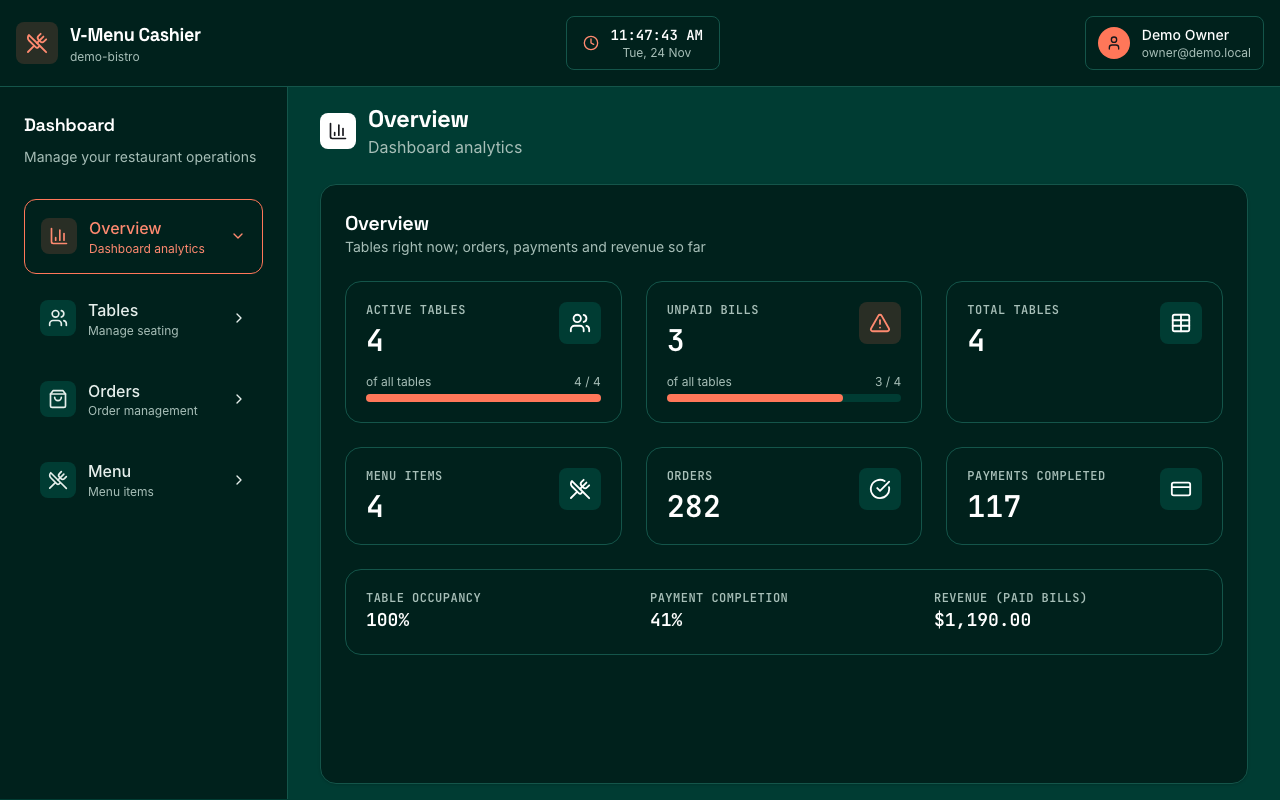 V-Menu Cashier
demo-bistro
11:47:43 AM
Tue, 24 Nov
Demo Owner
owner@demo.local
Dashboard
Manage your restaurant operations
Overview
Dashboard analytics
Tables
Manage seating
Orders
Order management
Menu
Menu items
Overview
Dashboard analytics
Overview
Tables right now; orders, payments and revenue so far
ACTIVE TABLES
4
of all tables 4 / 4
UNPAID BILLS
3
of all tables 3 / 4
TOTAL TABLES
4
MENU ITEMS
4
ORDERS
282
PAYMENTS COMPLETED
117
TABLE OCCUPANCY
100%
PAYMENT COMPLETION
41%
REVENUE (PAID BILLS)
$1,190.00